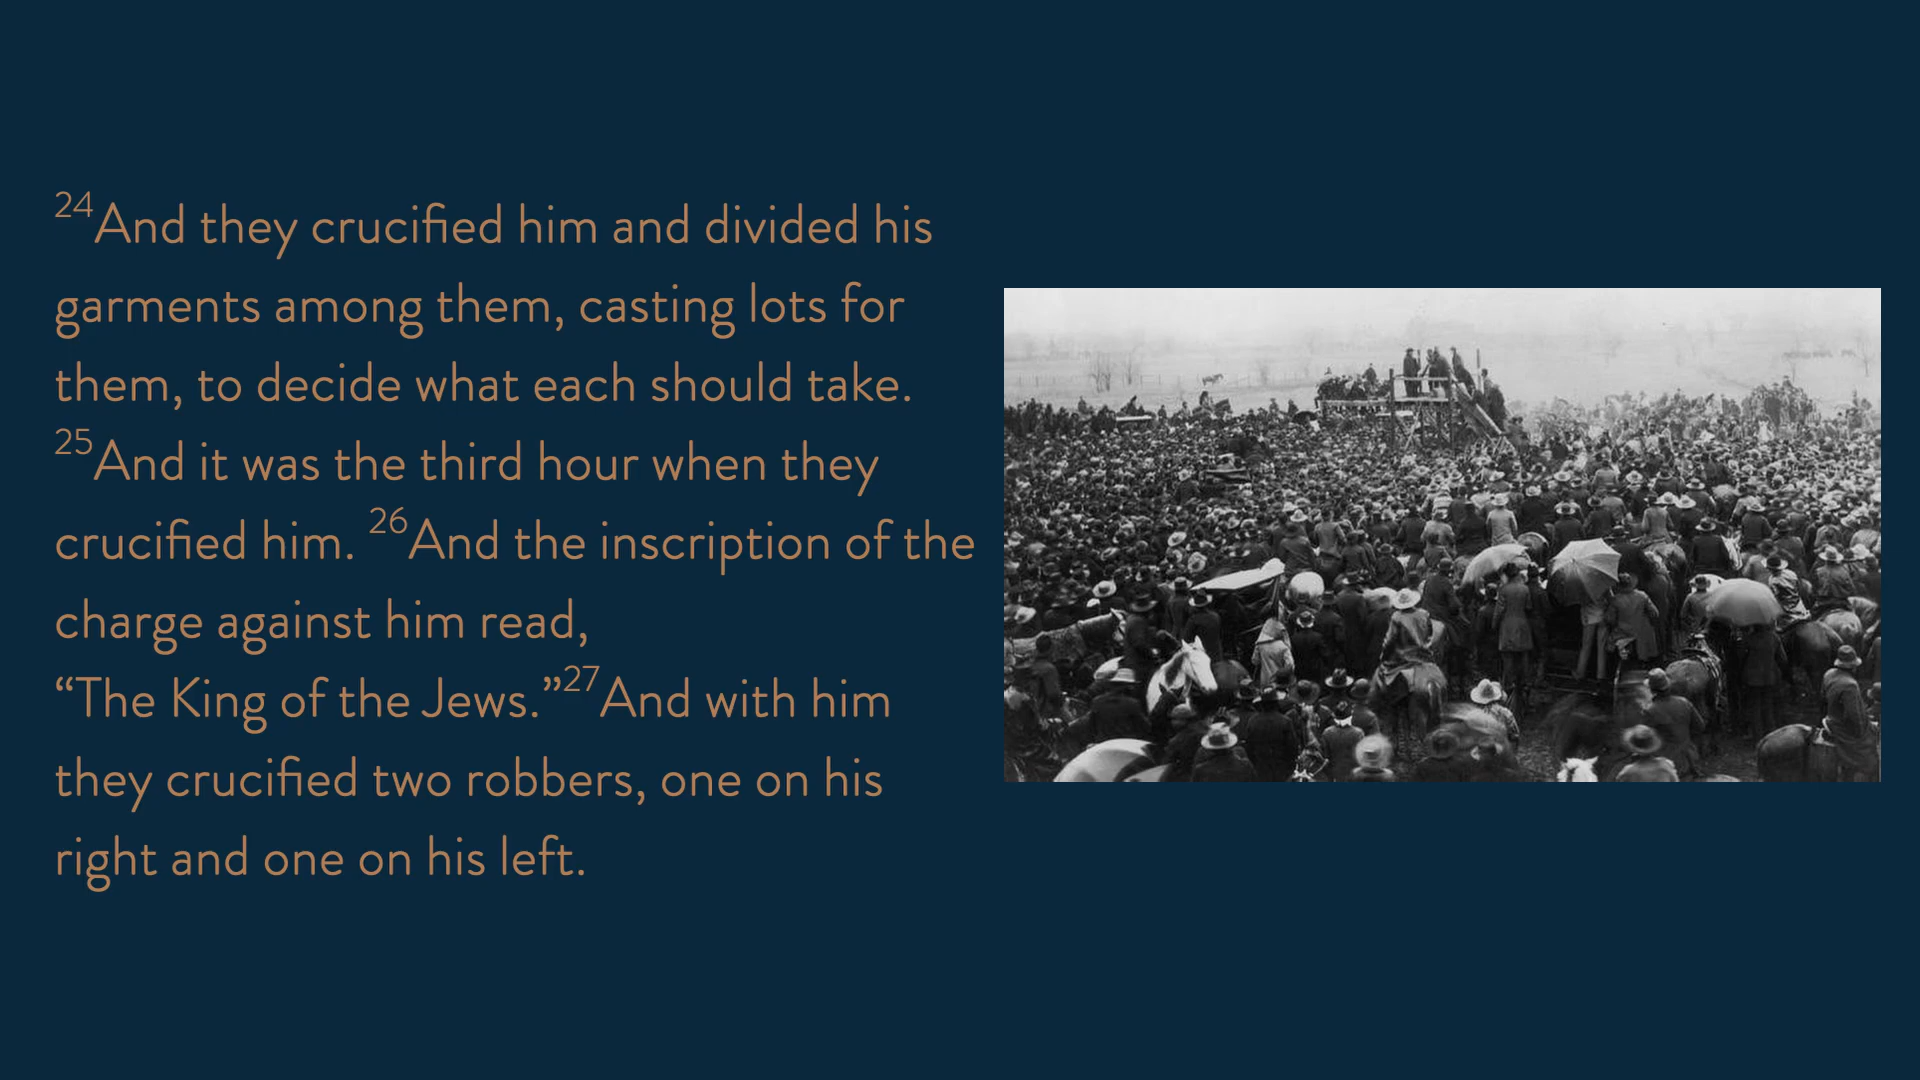 24And they crucified him and divided his
garments among them, casting lots for
them, to decide what each should take.
25And it was the third hour when they
crucified him. 26And the inscription of the
charge against him read,
“The King of the Jews.”27And with him
they crucified two robbers, one on his
right and one on his left.